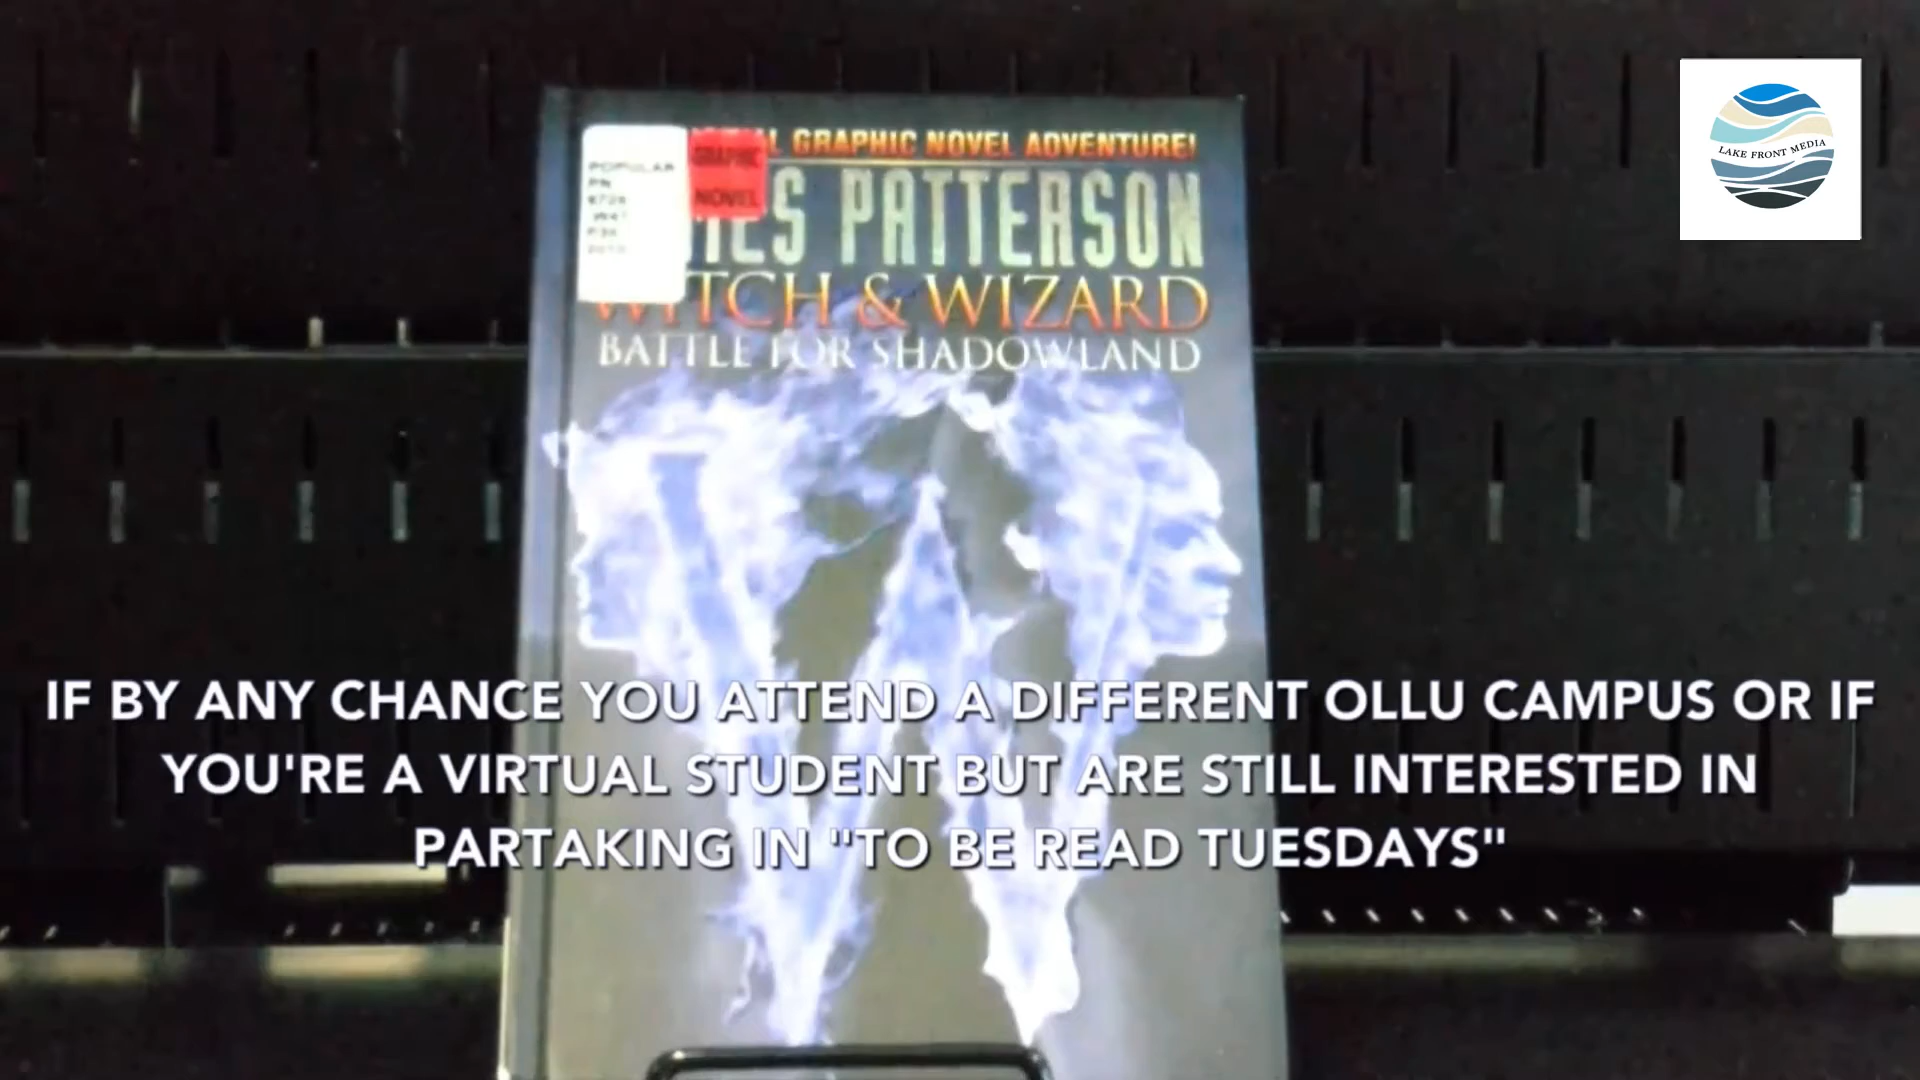 LAKE FRONT MEDIA
GRAPHIC NOVEL ADVENTURE!
POPULAR
PN
GRAPHIC
NOVEL
PATTERSON
WITCH & WIZARD
BATTLE FOR SHADOWLAND
IF BY ANY CHANCE YOU ATTEND A DIFFERENT OLLU CAMPUS OR IF
YOU'RE A VIRTUAL STUDENT BUT ARE STILL INTERESTED IN
PARTAKING IN "TO BE READ TUESDAYS"